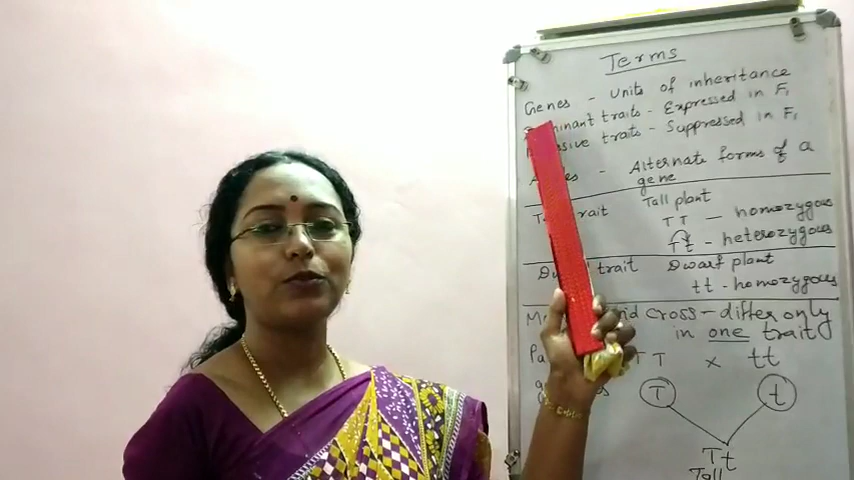 Terms
Genes - Units of inheritance
traits - Expressed in F1
traits - Suppressed in F1
- Alternate forms of a
gene
trait Tall plant
TT - homozygous
Tt - heterozygous
trait Dwarf plant
tt - homozygous
cross - differ only
in one trait
TT × tt
T t
Tt
Tall